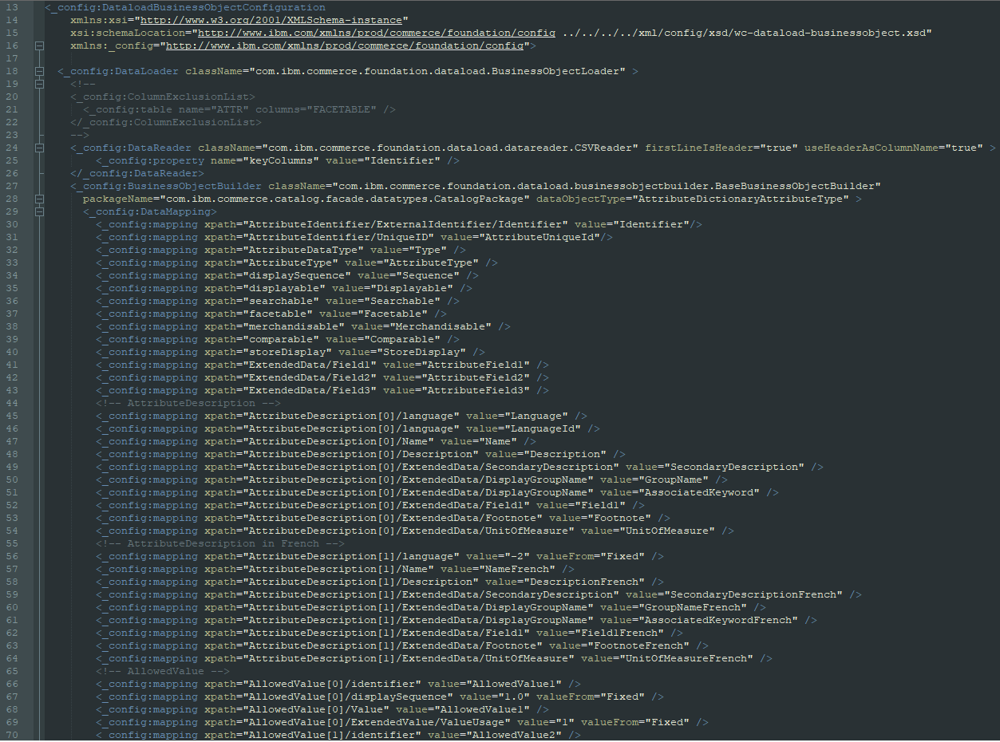 13 <_config:DataloadBusinessObjectConfiguration
14 xmlns:xsi="http://www.w3.org/2001/XMLSchema-instance"
15 xsi:schemaLocation="http://www.ibm.com/xmlns/prod/commerce/foundation/config ../../../../xml/config/xsd/wc-dataload-businessobject.xsd"
16 xmlns:_config="http://www.ibm.com/xmlns/prod/commerce/foundation/config">
17
18 <_config:DataLoader className="com.ibm.commerce.foundation.dataload.BusinessObjectLoader" >
19 <!--
20 <_config:ColumnExclusionList>
21 <_config:table name="ATTR" columns="FACETABLE" />
22 </_config:ColumnExclusionList>
23 -->
24 <_config:DataReader className="com.ibm.commerce.foundation.dataload.datareader.CSVReader" firstLineIsHeader="true" useHeaderAsColumnName="true" >
25 <_config:property name="keyColumns" value="Identifier" />
26 </_config:DataReader>
27 <_config:BusinessObjectBuilder className="com.ibm.commerce.foundation.dataload.businessobjectbuilder.BaseBusinessObjectBuilder"
28 packageName="com.ibm.commerce.catalog.facade.datatypes.CatalogPackage" dataObjectType="AttributeDictionaryAttributeType" >
29 <_config:DataMapping>
30 <_config:mapping xpath="AttributeIdentifier/ExternalIdentifier/Identifier" value="Identifier"/>
31 <_config:mapping xpath="AttributeIdentifier/UniqueID" value="AttributeUniqueId"/>
32 <_config:mapping xpath="AttributeDataType" value="Type" />
33 <_config:mapping xpath="AttributeType" value="AttributeType" />
34 <_config:mapping xpath="displaySequence" value="Sequence" />
35 <_config:mapping xpath="displayable" value="Displayable" />
36 <_config:mapping xpath="searchable" value="Searchable" />
37 <_config:mapping xpath="facetable" value="Facetable" />
38 <_config:mapping xpath="merchandisable" value="Merchandisable" />
39 <_config:mapping xpath="comparable" value="Comparable" />
40 <_config:mapping xpath="storeDisplay" value="StoreDisplay" />
41 <_config:mapping xpath="ExtendedData/Field1" value="AttributeField1" />
42 <_config:mapping xpath="ExtendedData/Field2" value="AttributeField2" />
43 <_config:mapping xpath="ExtendedData/Field3" value="AttributeField3" />
44 <!-- AttributeDescription -->
45 <_config:mapping xpath="AttributeDescription[0]/language" value="Language" />
46 <_config:mapping xpath="AttributeDescription[0]/language" value="LanguageId" />
47 <_config:mapping xpath="AttributeDescription[0]/Name" value="Name" />
48 <_config:mapping xpath="AttributeDescription[0]/Description" value="Description" />
49 <_config:mapping xpath="AttributeDescription[0]/ExtendedData/SecondaryDescription" value="SecondaryDescription" />
50 <_config:mapping xpath="AttributeDescription[0]/ExtendedData/DisplayGroupName" value="GroupName" />
51 <_config:mapping xpath="AttributeDescription[0]/ExtendedData/DisplayGroupName" value="AssociatedKeyword" />
52 <_config:mapping xpath="AttributeDescription[0]/ExtendedData/Field1" value="Field1" />
53 <_config:mapping xpath="AttributeDescription[0]/ExtendedData/Footnote" value="Footnote" />
54 <_config:mapping xpath="AttributeDescription[0]/ExtendedData/UnitOfMeasure" value="UnitOfMeasure" />
55 <!-- AttributeDescription in French -->
56 <_config:mapping xpath="AttributeDescription[1]/language" value="-2" valueFrom="Fixed" />
57 <_config:mapping xpath="AttributeDescription[1]/Name" value="NameFrench" />
58 <_config:mapping xpath="AttributeDescription[1]/Description" value="DescriptionFrench" />
59 <_config:mapping xpath="AttributeDescription[1]/ExtendedData/SecondaryDescription" value="SecondaryDescriptionFrench" />
60 <_config:mapping xpath="AttributeDescription[1]/ExtendedData/DisplayGroupName" value="GroupNameFrench" />
61 <_config:mapping xpath="AttributeDescription[1]/ExtendedData/DisplayGroupName" value="AssociatedKeywordFrench" />
62 <_config:mapping xpath="AttributeDescription[1]/ExtendedData/Field1" value="Field1French" />
63 <_config:mapping xpath="AttributeDescription[1]/ExtendedData/Footnote" value="FootnoteFrench" />
64 <_config:mapping xpath="AttributeDescription[1]/ExtendedData/UnitOfMeasure" value="UnitOfMeasureFrench" />
65 <!-- AllowedValue -->
66 <_config:mapping xpath="AllowedValue[0]/identifier" value="AllowedValue1" />
67 <_config:mapping xpath="AllowedValue[0]/displaySequence" value="1.0" valueFrom="Fixed" />
68 <_config:mapping xpath="AllowedValue[0]/Value" value="AllowedValue1" />
69 <_config:mapping xpath="AllowedValue[0]/ExtendedValue/ValueUsage" value="1" valueFrom="Fixed" />
70 <_config:mapping xpath="AllowedValue[1]/identifier" value="AllowedValue2" />